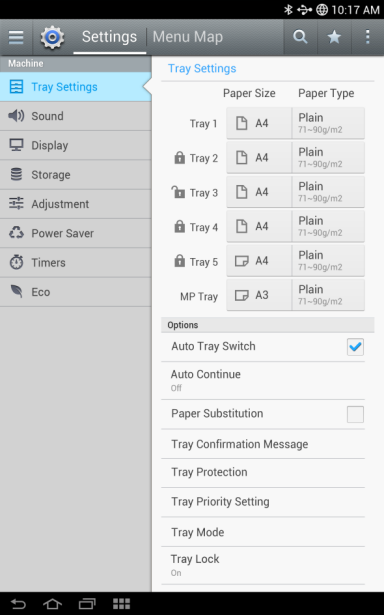 10:17 AM
Settings
Menu Map
Machine
Tray Settings
Sound
Display
Storage
Adjustment
Power Saver
Timers
Eco
Tray Settings
Paper Size Paper Type
Tray 1 A4 Plain
71~90g/m2
Tray 2 A4 Plain
71~90g/m2
Tray 3 A4 Plain
71~90g/m2
Tray 4 A4 Plain
71~90g/m2
Tray 5 A4 Plain
71~90g/m2
MP Tray A3 Plain
71~90g/m2
Options
Auto Tray Switch
Auto Continue
Off
Paper Substitution
Tray Confirmation Message
Tray Protection
Tray Priority Setting
Tray Mode
Tray Lock
On